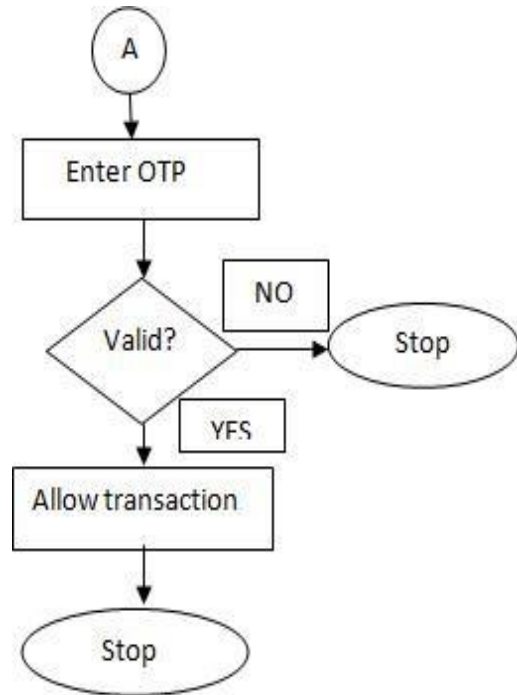 A
Enter OTP
NO
Valid?
Stop
YES
Allow transaction
Stop